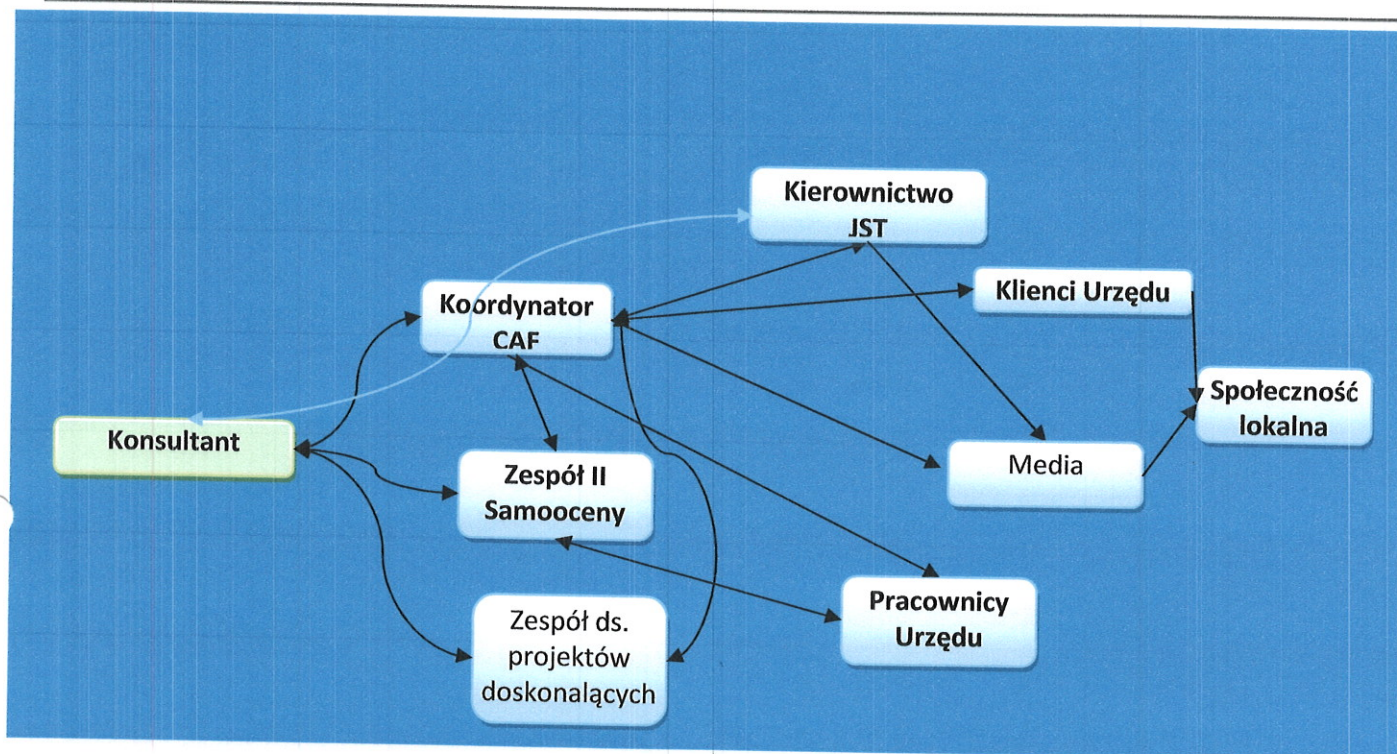 Kierownictwo
JST
Klienci Urzędu
Koordynator
CAF
Społeczność
lokalna
Konsultant
Media
Zespół II
Samooceny
Pracownicy
Urzędu
Zespół ds.
projektów
doskonalących